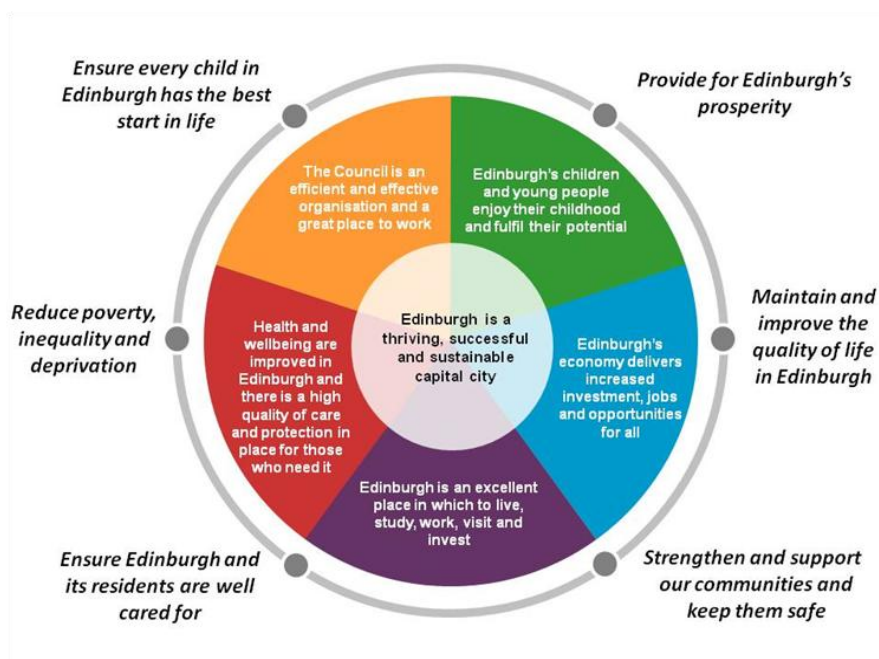 Ensure every child in
Edinburgh has the best
start in life
Provide for Edinburgh's
prosperity
The Council is an
efficient and effective
organisation and a
great place to work
Edinburgh's children
and young people
enjoy their childhood
and fulfil their potential
Reduce poverty,
inequality and
deprivation
Health and
wellbeing are
improved in
Edinburgh and
there is a high
quality of care
and protection in
place for those
who need it
Edinburgh is a
thriving, successful
and sustainable
capital city
Edinburgh's
economy delivers
increased
investment, jobs
and opportunities
for all
Maintain and
improve the
quality of life
in Edinburgh
Edinburgh is an excellent
place in which to live,
study, work, visit and
invest
Ensure Edinburgh and
its residents are well
cared for
Strengthen and support
our communities and
keep them safe